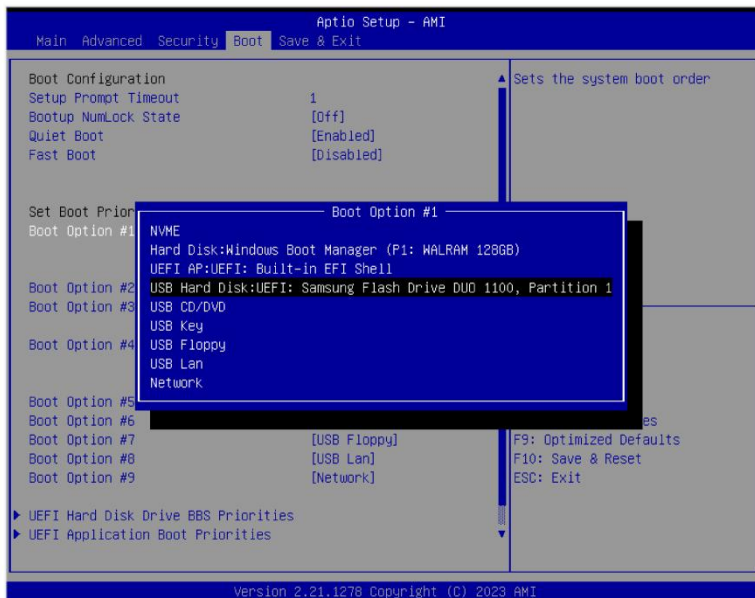 Aptio Setup - AMI
Main Advanced Security Boot Save & Exit
Boot Configuration
Setup Prompt Timeout 1
Bootup NumLock State [Off]
Quiet Boot [Enabled]
Fast Boot [Disabled]
Set Boot Prior
Boot Option #1
Boot Option #2
Boot Option #3
Boot Option #4
Boot Option #5
Boot Option #6
Boot Option #7 [USB Floppy]
Boot Option #8 [USB Lan]
Boot Option #9 [Network]
UEFI Hard Disk Drive BBS Priorities
UEFI Application Boot Priorities
Boot Option #1
NVME
Hard Disk:Windows Boot Manager (P1: WALRAM 128GB)
UEFI AP:UEFI: Built-in EFI Shell
USB Hard Disk:UEFI: Samsung Flash Drive DUO 1100, Partition 1
USB CD/DVD
USB Key
USB Floppy
USB Lan
Network
Sets the system boot order
es
F9: Optimized Defaults
F10: Save & Reset
ESC: Exit
Version 2.21.1278 Copyright (C) 2023 AMI